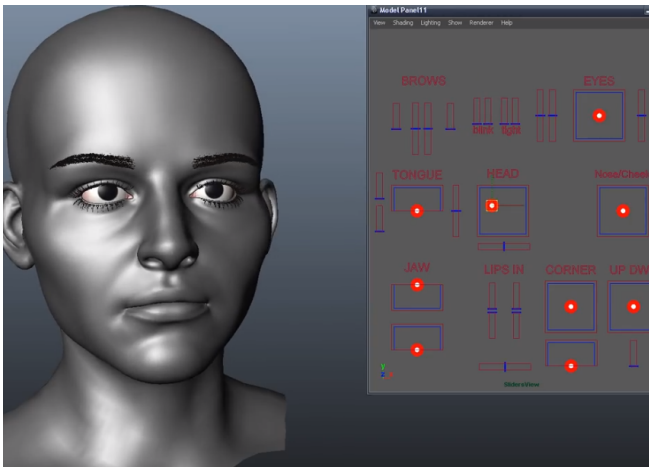 Model Panel11
View Shading Lighting Show Renderer Help
BROWS
EYES
blink tight
TONGUE
HEAD
Nose/Cheek
JAW
LIPS IN
CORNER
UP DW
SlidersView